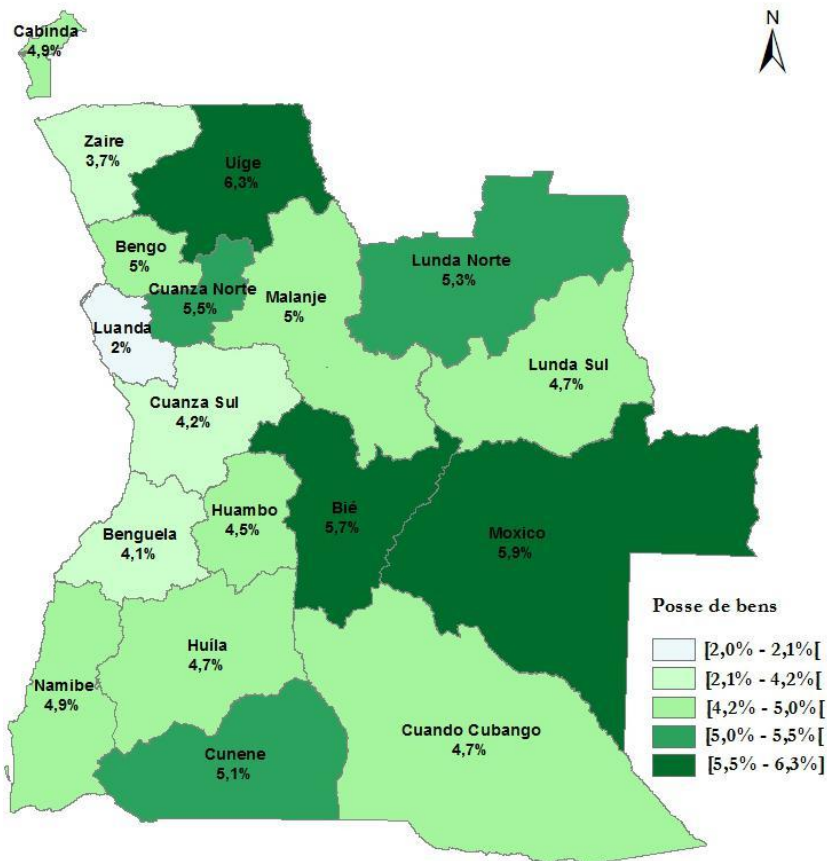 Cabinda
4,9%
N
Zaire
3,7%
Uíge
6,3%
Bengo
5%
Cuanza Norte
5,5%
Luanda
2%
Malanje
5%
Lunda Norte
5,3%
Lunda Sul
4,7%
Cuanza Sul
4,2%
Benguela
4,1%
Huambo
4,5%
Bié
5,7%
Moxico
5,9%
Namibe
4,9%
Huíla
4,7%
Cunene
5,1%
Cuando Cubango
4,7%
Posse de bens
[2,0% - 2,1%[
[2,1% - 4,2%[
[4,2% - 5,0%[
[5,0% - 5,5%[
[5,5% - 6,3%]